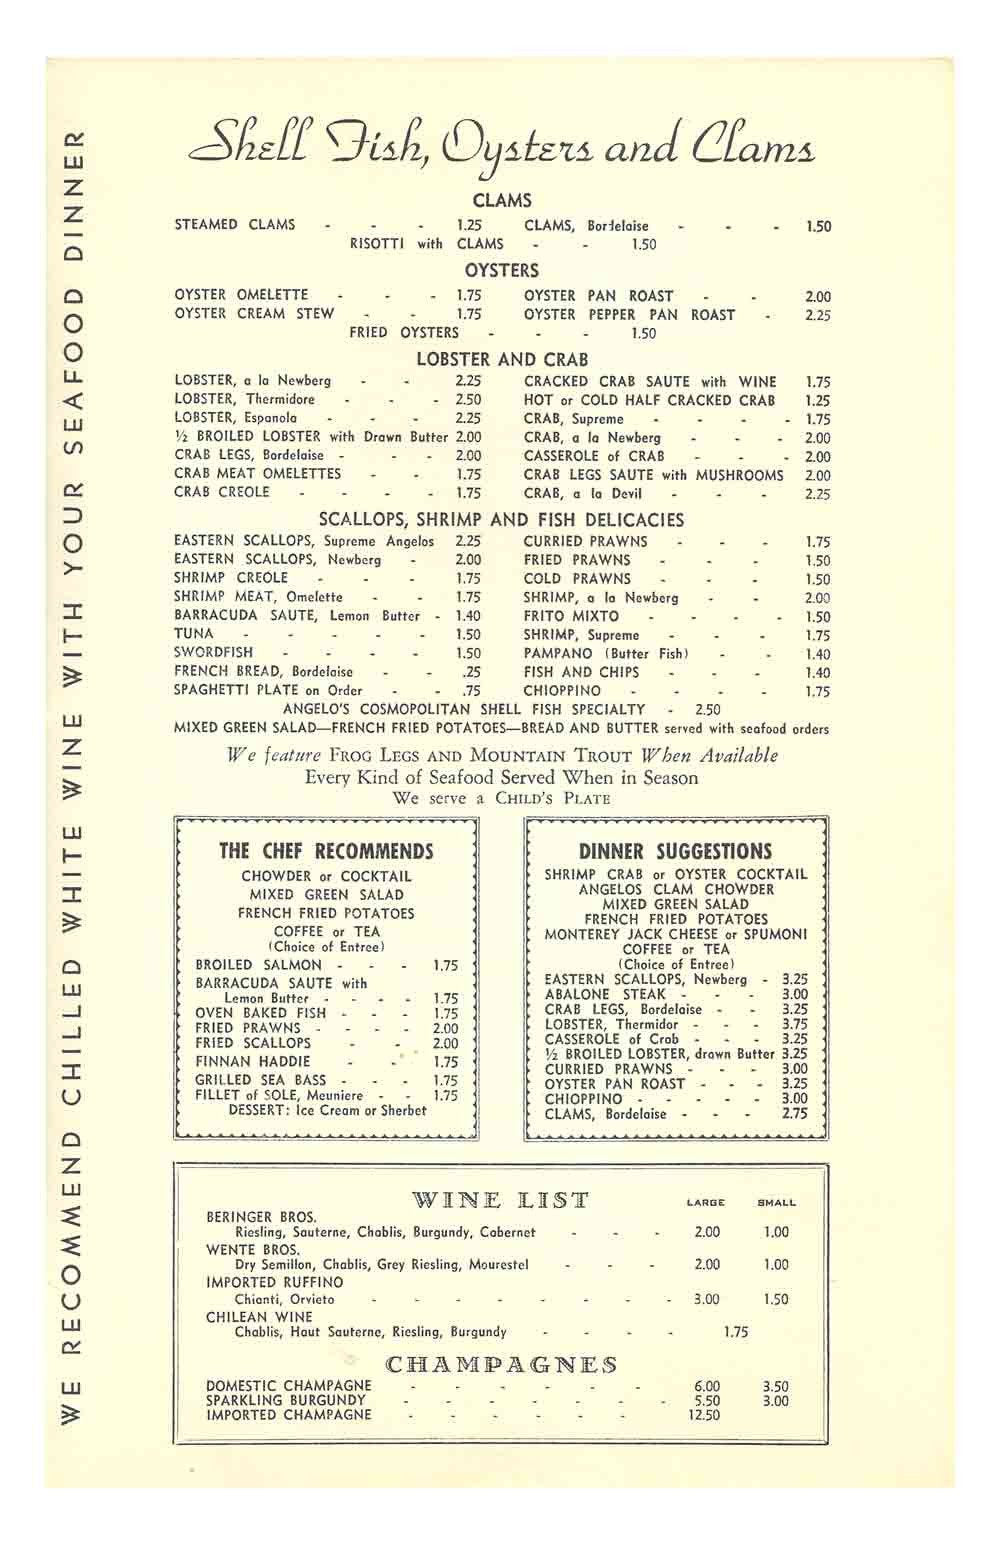 WE RECOMMEND CHILLED WHITE WINE WITH YOUR SEAFOOD DINNER
Shell Fish, Oysters and Clams
CLAMS
STEAMED CLAMS - - - 1.25 CLAMS, Bordelaise - - - 1.50
RISOTTI with CLAMS - - 1.50
OYSTERS
OYSTER OMELETTE - - - 1.75 OYSTER PAN ROAST - - 2.00
OYSTER CREAM STEW - - 1.75 OYSTER PEPPER PAN ROAST - 2.25
FRIED OYSTERS - - - 1.50
LOBSTER AND CRAB
LOBSTER, a la Newberg - - 2.25 CRACKED CRAB SAUTE with WINE 1.75
LOBSTER, Thermidore - - - 2.50 HOT or COLD HALF CRACKED CRAB 1.25
LOBSTER, Espanola - - - 2.25 CRAB, Supreme - - - - 1.75
½ BROILED LOBSTER with Drawn Butter 2.00 CRAB, a la Newberg - - - 2.00
CRAB LEGS, Bordelaise - - - 2.00 CASSEROLE of CRAB - - - 2.00
CRAB MEAT OMELETTES - - 1.75 CRAB LEGS SAUTE with MUSHROOMS 2.00
CRAB CREOLE - - - - 1.75 CRAB, a la Devil - - - 2.25
SCALLOPS, SHRIMP AND FISH DELICACIES
EASTERN SCALLOPS, Supreme Angelos 2.25 CURRIED PRAWNS - - - 1.75
EASTERN SCALLOPS, Newberg - 2.00 FRIED PRAWNS - - - 1.50
SHRIMP CREOLE - - - 1.75 COLD PRAWNS - - - 1.50
SHRIMP MEAT, Omelette - - 1.75 SHRIMP, a la Newberg - - 2.00
BARRACUDA SAUTE, Lemon Butter - 1.40 FRITO MIXTO - - - - 1.50
TUNA - - - - - 1.50 SHRIMP, Supreme - - - 1.75
SWORDFISH - - - - 1.50 PAMPANO (Butter Fish) - - 1.40
FRENCH BREAD, Bordelaise - - .25 FISH AND CHIPS - - - 1.40
SPAGHETTI PLATE on Order - - .75 CHIOPPINO - - - - 1.75
ANGELO'S COSMOPOLITAN SHELL FISH SPECIALTY - 2.50
MIXED GREEN SALAD—FRENCH FRIED POTATOES—BREAD AND BUTTER served with seafood orders
We feature FROG LEGS AND MOUNTAIN TROUT When Available
Every Kind of Seafood Served When in Season
We serve a CHILD'S PLATE
THE CHEF RECOMMENDS
CHOWDER or COCKTAIL
MIXED GREEN SALAD
FRENCH FRIED POTATOES
COFFEE or TEA
(Choice of Entree)
BROILED SALMON - - - 1.75
BARRACUDA SAUTE with
Lemon Butter - - - - 1.75
OVEN BAKED FISH - - - 1.75
FRIED PRAWNS - - - - 2.00
FRIED SCALLOPS - - 2.00
FINNAN HADDIE - - 1.75
GRILLED SEA BASS - - - 1.75
FILLET of SOLE, Meuniere - - 1.75
DESSERT: Ice Cream or Sherbet
DINNER SUGGESTIONS
SHRIMP CRAB or OYSTER COCKTAIL
ANGELOS CLAM CHOWDER
MIXED GREEN SALAD
FRENCH FRIED POTATOES
MONTEREY JACK CHEESE or SPUMONI
COFFEE or TEA
(Choice of Entree)
EASTERN SCALLOPS, Newberg - 3.25
ABALONE STEAK - - - 3.00
CRAB LEGS, Bordelaise - - 3.25
LOBSTER, Thermidor - - - 3.75
CASSEROLE of Crab - - - 3.25
½ BROILED LOBSTER, drawn Butter 3.25
CURRIED PRAWNS - - - 3.00
OYSTER PAN ROAST - - - 3.25
CHIOPPINO - - - - - 3.00
CLAMS, Bordelaise - - - 2.75
WINE LIST LARGE SMALL
BERINGER BROS.
Riesling, Sauterne, Chablis, Burgundy, Cabernet - - - 2.00 1.00
WENTE BROS.
Dry Semillon, Chablis, Grey Riesling, Mourestel - - - 2.00 1.00
IMPORTED RUFFINO
Chianti, Orvieto - - - - - - - - 3.00 1.50
CHILEAN WINE
Chablis, Haut Sauterne, Riesling, Burgundy - - - - 1.75
CHAMPAGNES
DOMESTIC CHAMPAGNE - - - - - - 6.00 3.50
SPARKLING BURGUNDY - - - - - - - 5.50 3.00
IMPORTED CHAMPAGNE - - - - - - 12.50